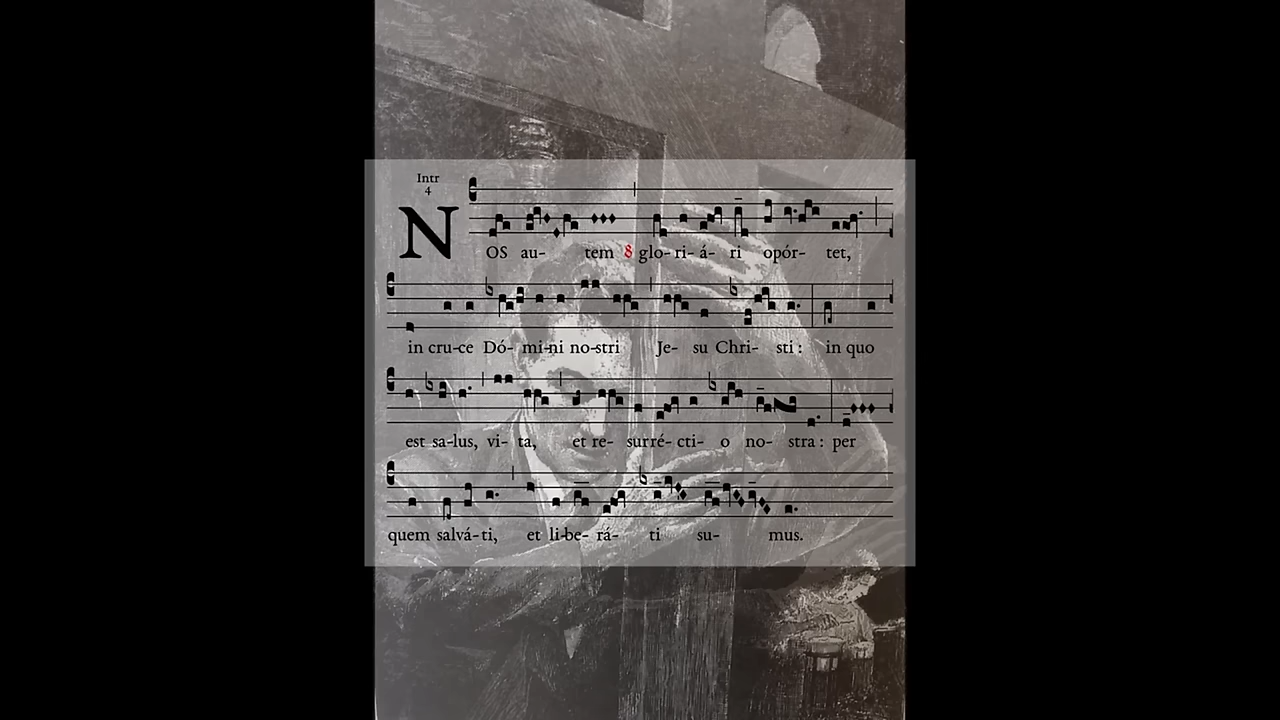 Intr
4
NOS au- tem 8 glo- ri- á- ri opór- tet,
in cru-ce Dó- mi-ni no-stri Je- su Chri- sti : in quo
est sa-lus, vi- ta, et re- surré- cti- o no- stra : per
quem salvá-ti, et li-be- rá- ti su- mus.